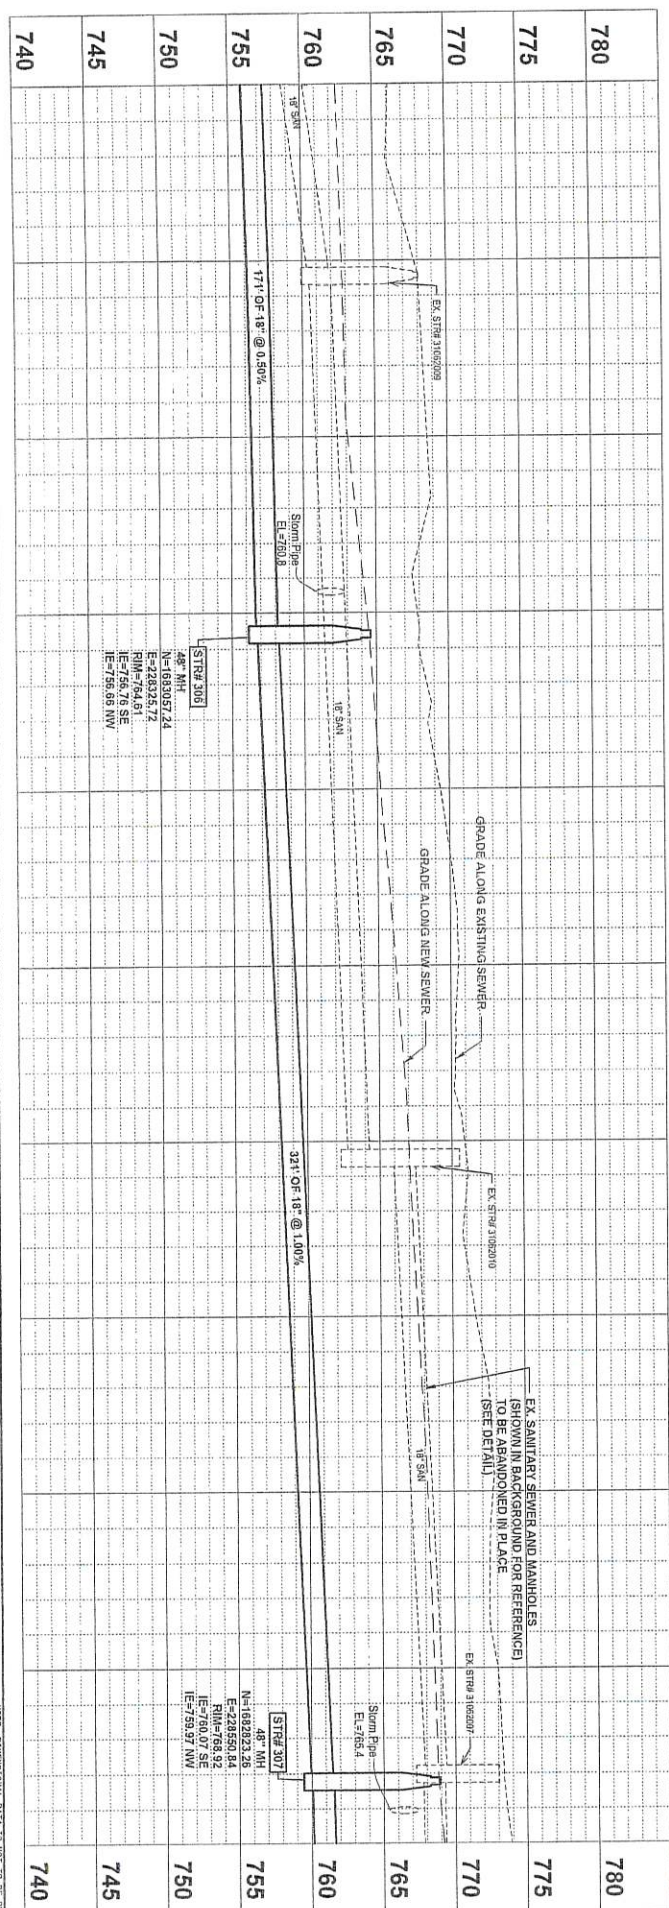 780
775
770
765
760
755
750
745
740
18" SAN
171' OF 18" @ 0.50%
EX. STR# 31062009
Storm Pipe
EL=760.8
STR# 306
48" MH
N=1683057.24
E=228325.72
RIM=764.61
IE=756.76 SE
IE=756.66 NW
18" SAN
GRADE ALONG EXISTING SEWER
GRADE ALONG NEW SEWER
321' OF 18" @ 1.00%
EX. STR# 31062010
EX. SANITARY SEWER AND MANHOLES
(SHOWN IN BACKGROUND FOR REFERENCE)
TO BE ABANDONED IN PLACE
(SEE DETAIL)
18" SAN
EX. STR# 31062007
Storm Pipe
EL=765.4
STR# 307
48" MH
N=1682823.26
E=228550.84
RIM=768.92
IE=760.07 SE
IE=759.97 NW
780
775
770
765
760
755
750
745
740